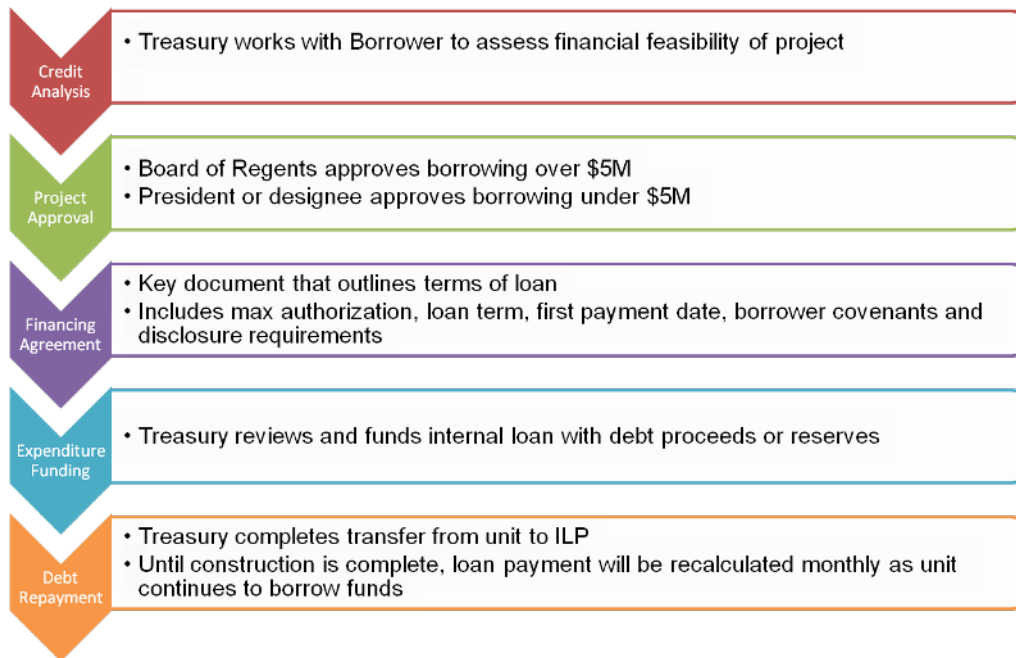 Credit
Analysis
• Treasury works with Borrower to assess financial feasibility of project
Project
Approval
• Board of Regents approves borrowing over $5M
• President or designee approves borrowing under $5M
Financing
Agreement
• Key document that outlines terms of loan
• Includes max authorization, loan term, first payment date, borrower covenants and
disclosure requirements
Expenditure
Funding
• Treasury reviews and funds internal loan with debt proceeds or reserves
Debt
Repayment
• Treasury completes transfer from unit to ILP
• Until construction is complete, loan payment will be recalculated monthly as unit
continues to borrow funds